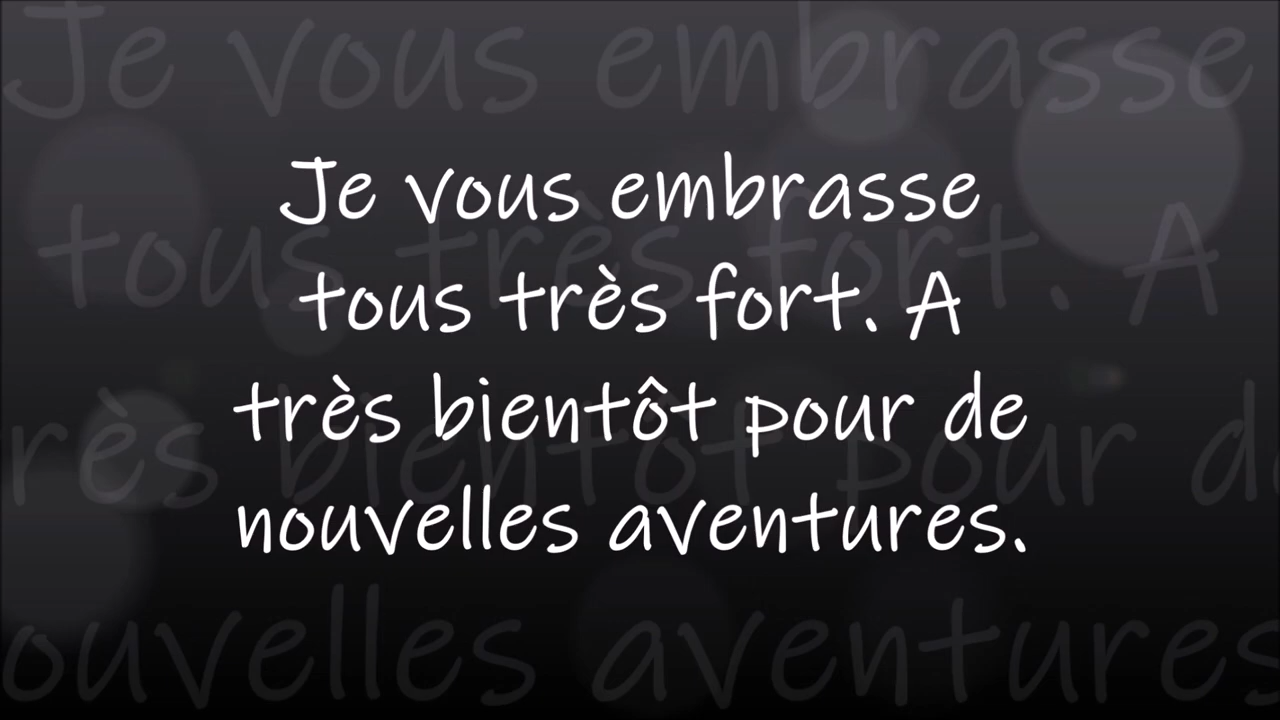 Je vous embrasse
tous très fort. A
très bientôt pour de
nouvelles aventures.